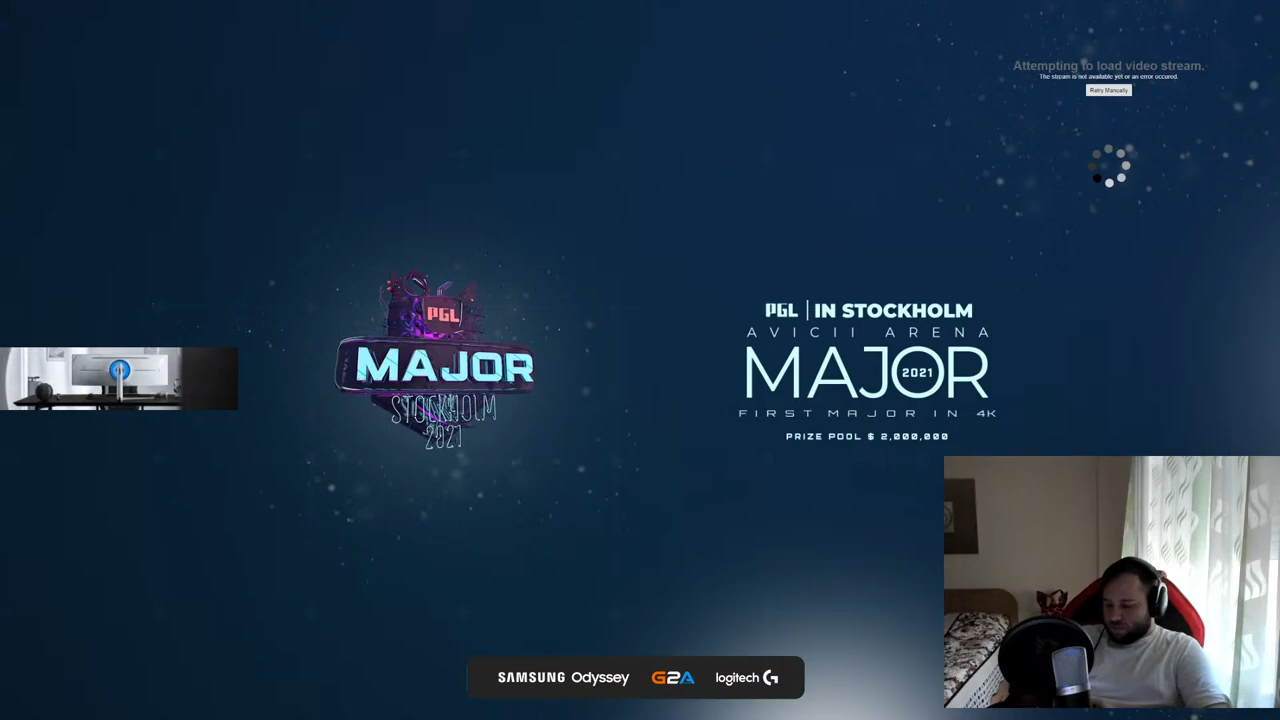 Attempting to load video stream.
The stream is not available yet or an error occured.
Retry Manually
PGL
MAJOR
STOCKHOLM
2021
PGL | IN STOCKHOLM
AVICII ARENA
MAJOR
2021
FIRST MAJOR IN 4K
PRIZE POOL $ 2,000,000
SAMSUNG Odyssey G2A logitech G